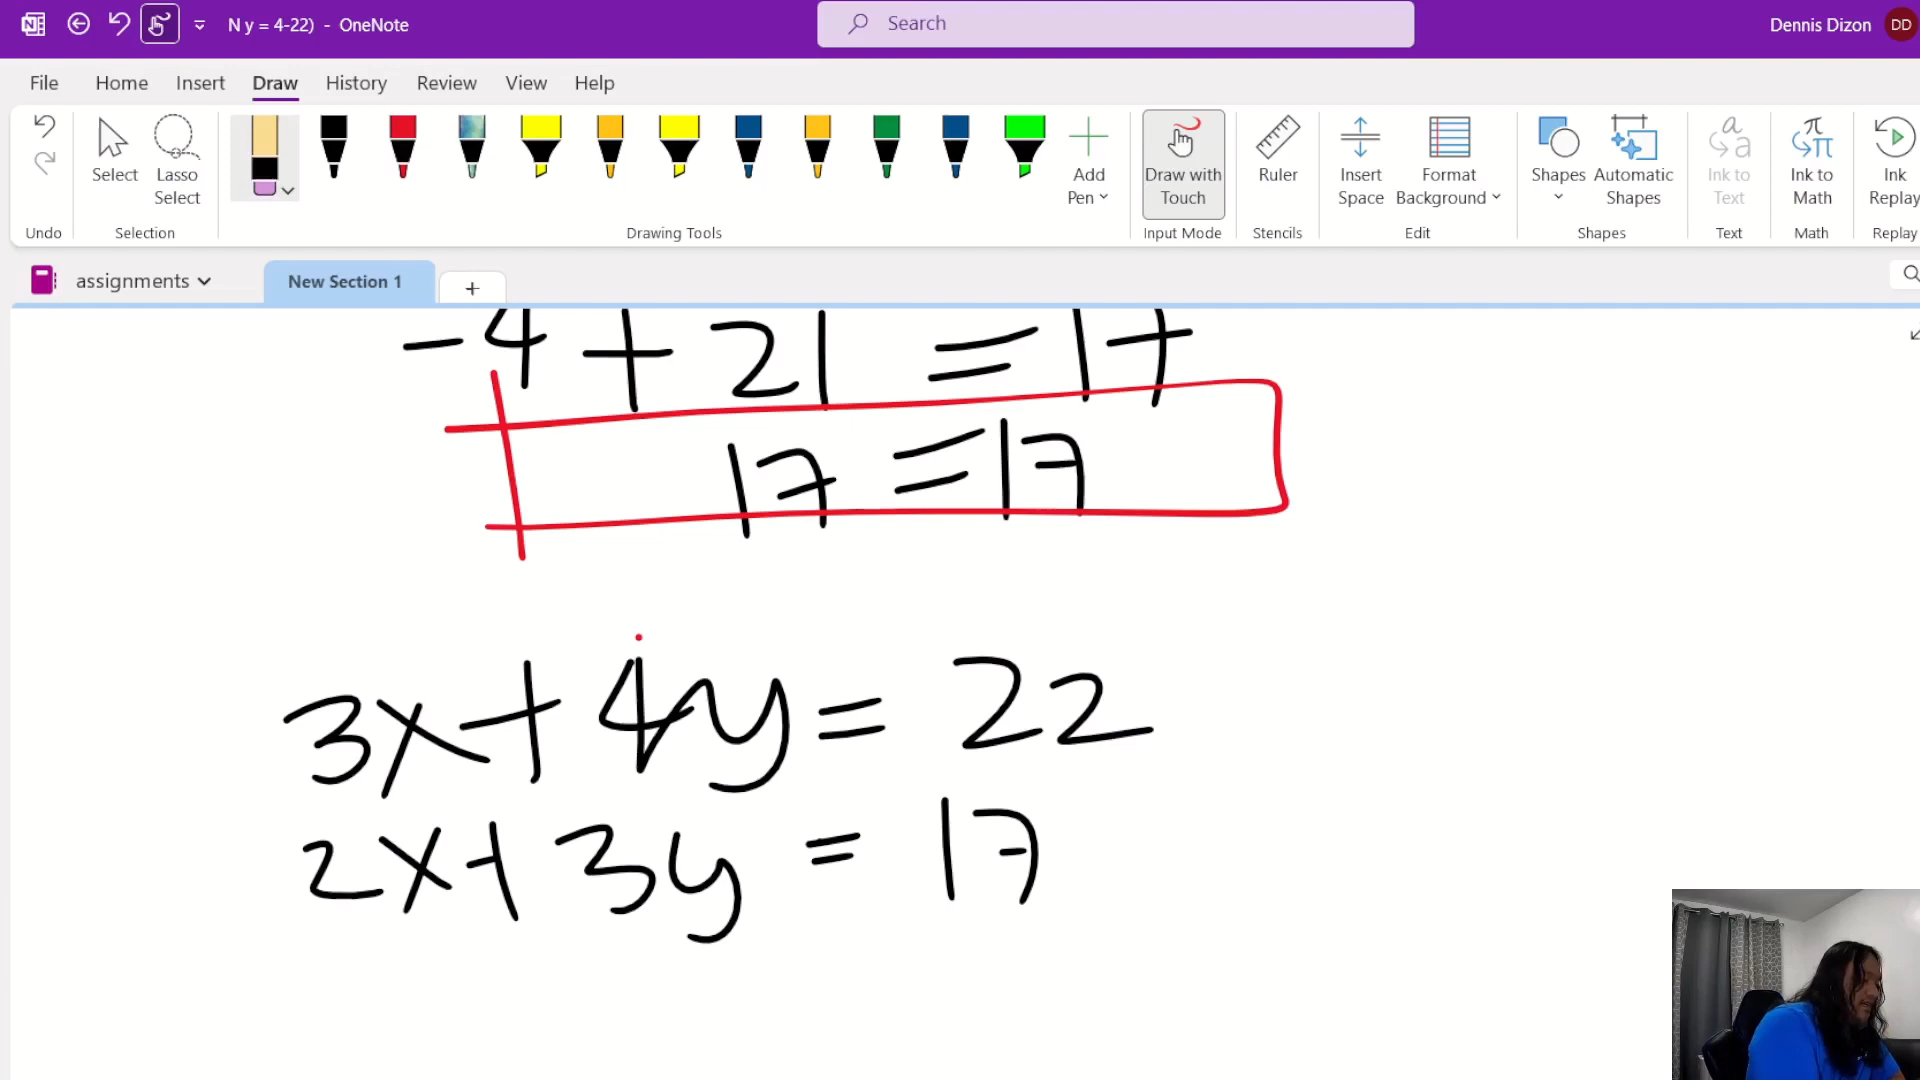 N y = 4-22) - OneNote
Search
Dennis Dizon
DD
File
Home
Insert
Draw
History
Review
View
Help
Select
Lasso Select
Add Pen
Draw with Touch
Ruler
Insert Space
Format Background
Shapes
Automatic Shapes
Ink to Text
Ink to Math
Ink Replay
Undo
Selection
Drawing Tools
Input Mode
Stencils
Edit
Shapes
Text
Math
Replay
assignments
New Section 1
+
-4 + 21 = 17
17 = 17
3x + 4y = 22
2x + 3y = 17